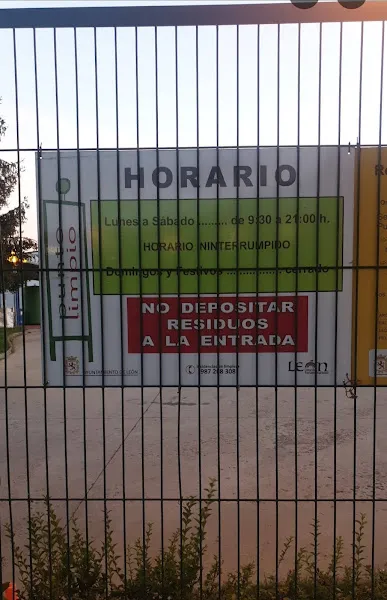 HORARIO
punto
limpio
Lunes a Sábado ......... de 9:30 a 21:00 h.
HORARIO NINTERRUMPIDO
Domingos y Festivos ............... cerrado
NO DEPOSITAR
RESIDUOS
A LA ENTRADA
LEÓN